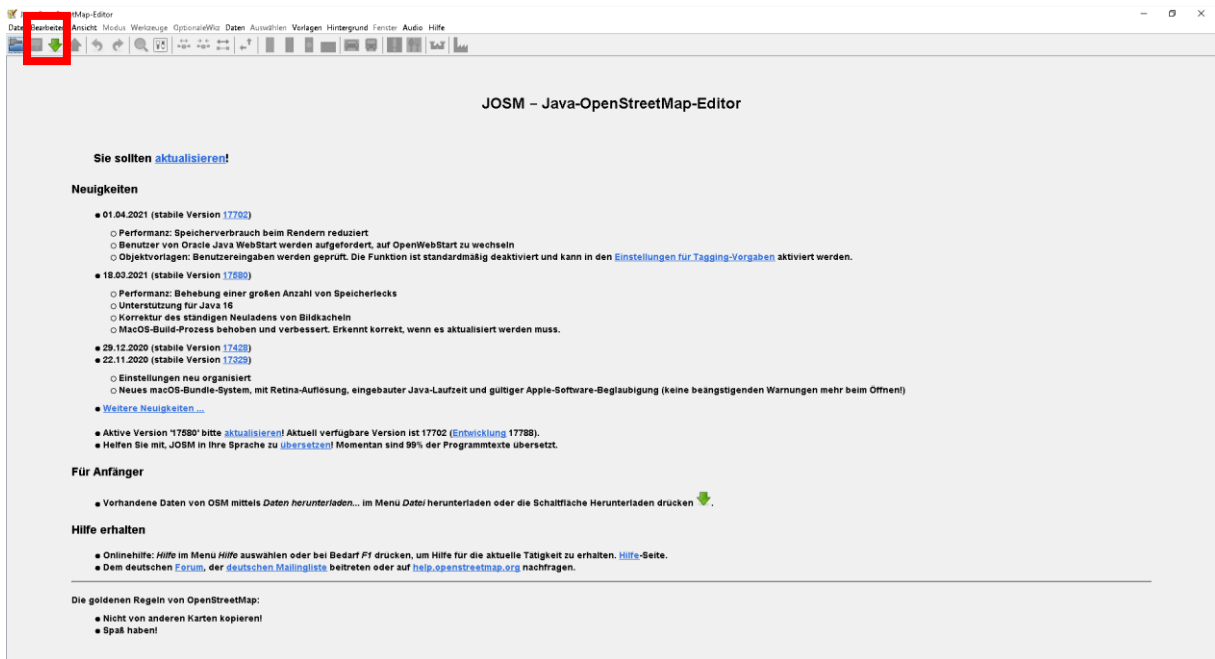 tMap-Editor
Date Bearbeiten Ansicht Modus Werkzeuge OptionaleWkz Daten Auswählen Vorlagen Hintergrund Fenster Audio Hilfe
JOSM – Java-OpenStreetMap-Editor
Sie sollten aktualisieren!
Neuigkeiten
01.04.2021 (stabile Version 17702)
Performanz: Speicherverbrauch beim Rendern reduziert
Benutzer von Oracle Java WebStart werden aufgefordert, auf OpenWebStart zu wechseln
Objektvorlagen: Benutzereingaben werden geprüft. Die Funktion ist standardmäßig deaktiviert und kann in den Einstellungen für Tagging-Vorgaben aktiviert werden.
18.03.2021 (stabile Version 17580)
Performanz: Behebung einer großen Anzahl von Speicherlecks
Unterstützung für Java 16
Korrektur des ständigen Neuladens von Bildkacheln
MacOS-Build-Prozess behoben und verbessert. Erkennt korrekt, wenn es aktualisiert werden muss.
29.12.2020 (stabile Version 17428)
22.11.2020 (stabile Version 17329)
Einstellungen neu organisiert
Neues macOS-Bundle-System, mit Retina-Auflösung, eingebauter Java-Laufzeit und gültiger Apple-Software-Beglaubigung (keine beängstigenden Warnungen mehr beim Öffnen!)
Weitere Neuigkeiten ...
Aktive Version '17580' bitte aktualisieren! Aktuell verfügbare Version ist 17702 (Entwicklung 17788).
Helfen Sie mit, JOSM in Ihre Sprache zu übersetzen! Momentan sind 99% der Programmtexte übersetzt.
Für Anfänger
Vorhandene Daten von OSM mittels Daten herunterladen... im Menü Datei herunterladen oder die Schaltfläche Herunterladen drücken .
Hilfe erhalten
Onlinehilfe: Hilfe im Menü Hilfe auswählen oder bei Bedarf F1 drücken, um Hilfe für die aktuelle Tätigkeit zu erhalten. Hilfe-Seite.
Dem deutschen Forum, der deutschen Mailingliste beitreten oder auf help.openstreetmap.org nachfragen.
Die goldenen Regeln von OpenStreetMap:
Nicht von anderen Karten kopieren!
Spaß haben!